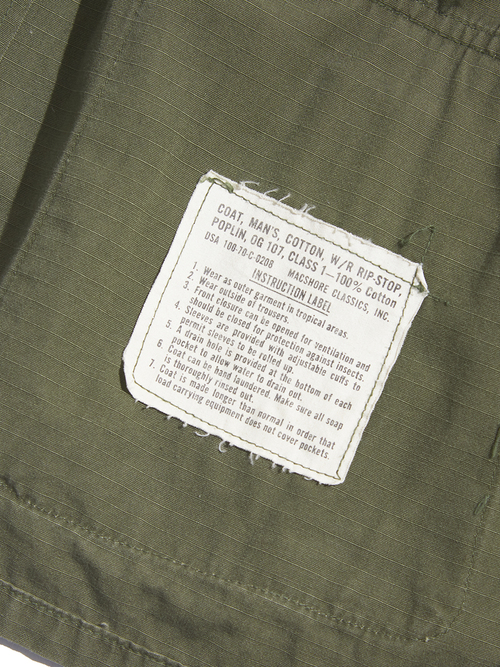 COAT, MAN'S, COTTON, W/R RIP-STOP,
POPLIN, OG 107, CLASS 1—100% Cotton
DSA 100-76-C-0208 MACSHORE CLASSICS, INC.
INSTRUCTION LABEL
1. Wear as outer garment in tropical areas.
2. Wear outside of trousers.
3. Front closure can be opened for ventilation and
should be closed for protection against insects.
4. Sleeves are provided with adjustable cuffs to
permit sleeves to be rolled up.
5. A drain hole is provided at the bottom of each
pocket to allow water to drain out.
6. Coat can be hand laundered. Make sure all soap
is thoroughly rinsed out.
7. Coat is made longer than normal in order that
load carrying equipment does not cover pockets.